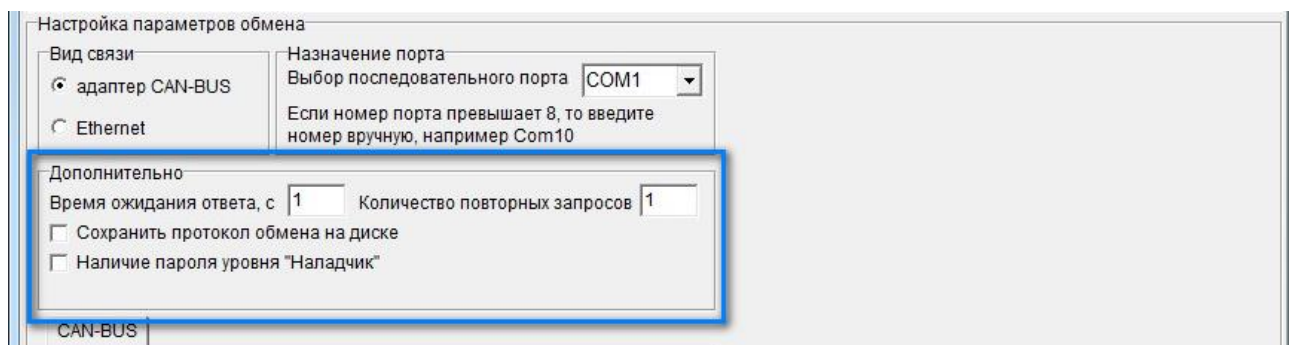 Настройка параметров обмена
Вид связи
адаптер CAN-BUS
Ethernet
Назначение порта
Выбор последовательного порта COM1
Если номер порта превышает 8, то введите
номер вручную, например Com10
Дополнительно
Время ожидания ответа, с 1 Количество повторных запросов 1
Сохранить протокол обмена на диске
Наличие пароля уровня "Наладчик"
CAN-BUS